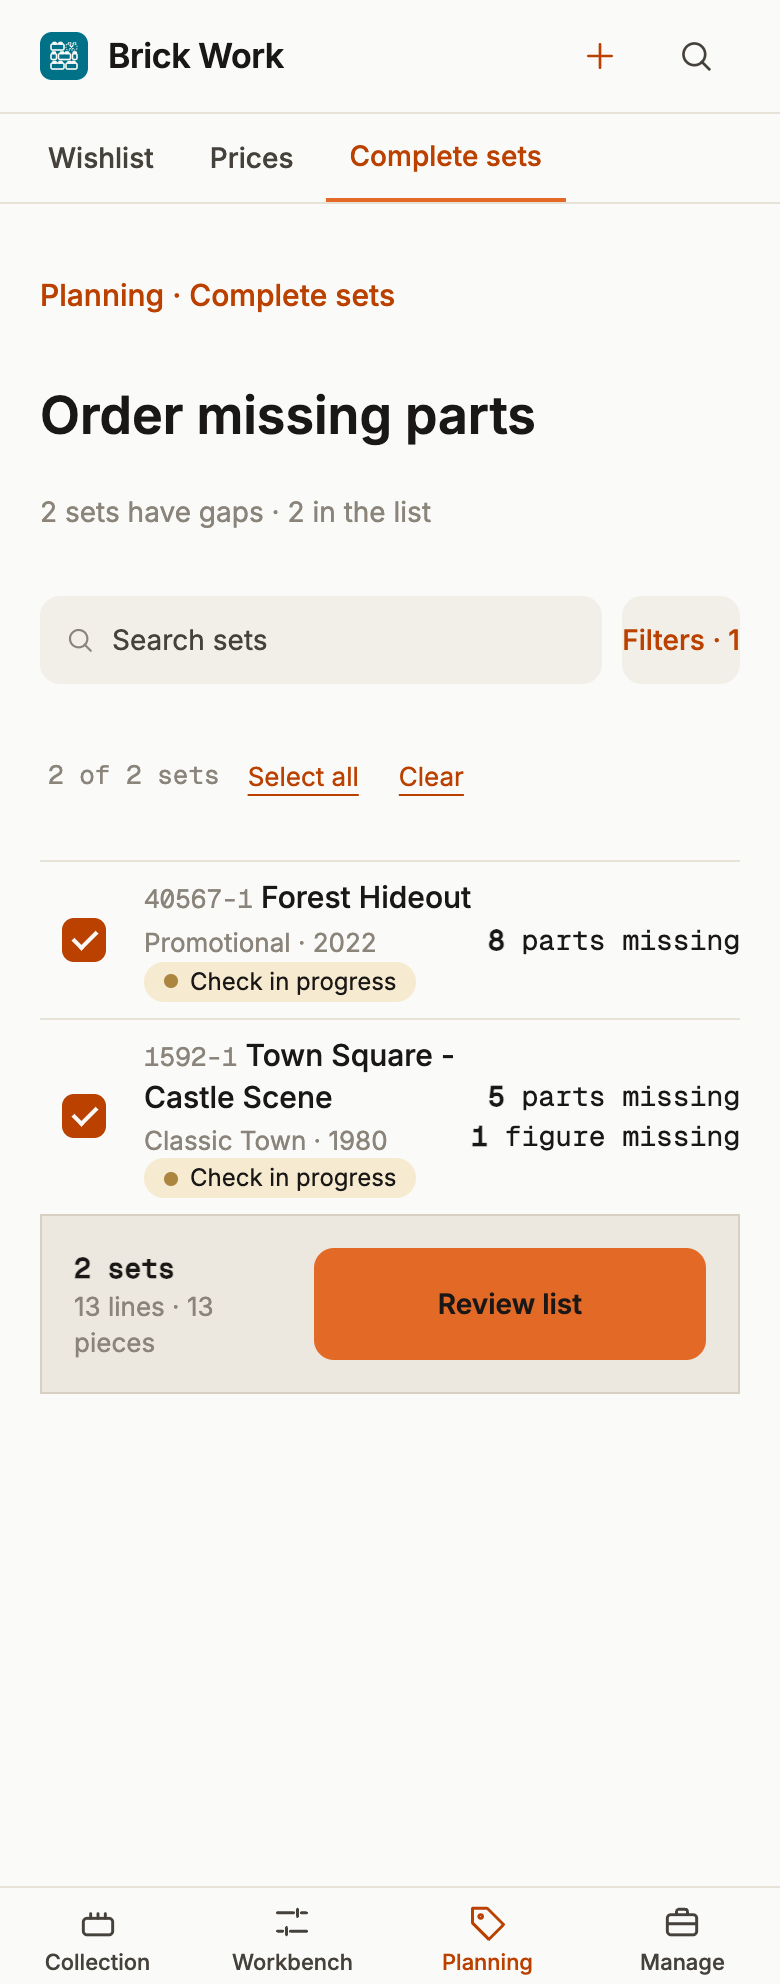 Brick Work
Wishlist
Prices
Complete sets
Planning · Complete sets
Order missing parts
2 sets have gaps · 2 in the list
Search sets
Filters · 1
2 of 2 sets
Select all
Clear
40567-1 Forest Hideout
Promotional · 2022
Check in progress
8 parts missing
1592-1 Town Square -
Castle Scene
Classic Town · 1980
Check in progress
5 parts missing
1 figure missing
2 sets
13 lines · 13
pieces
Review list
Collection
Workbench
Planning
Manage